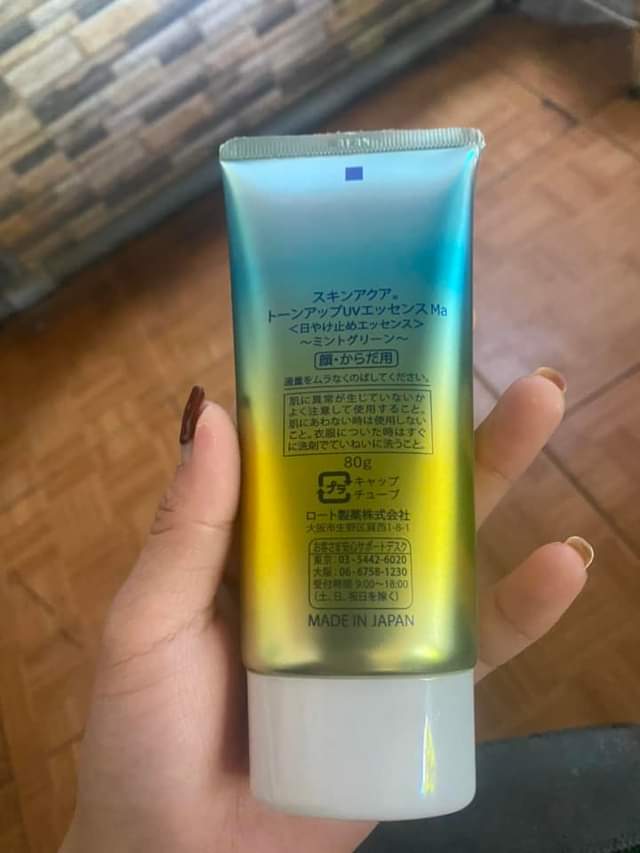 スキンアクア®
トーンアップUVエッセンスMa
<日やけ止めエッセンス>
〜ミントグリーン〜
顔・からだ用
適量をムラなくのばしてください。
肌に異常が生じていないか
よく注意して使用すること。
肌にあわない時は使用しない
こと。衣服についた時はすぐ
に洗剤でていねいに洗うこと。
80g
プラ
キャップ
チューブ
ロート製薬株式会社
大阪市生野区巽西1-8-1
お客さま安心サポートデスク
東京:03-5442-6020
大阪:06-6758-1230
受付時間 9:00〜18:00
(土、日、祝日を除く)
MADE IN JAPAN